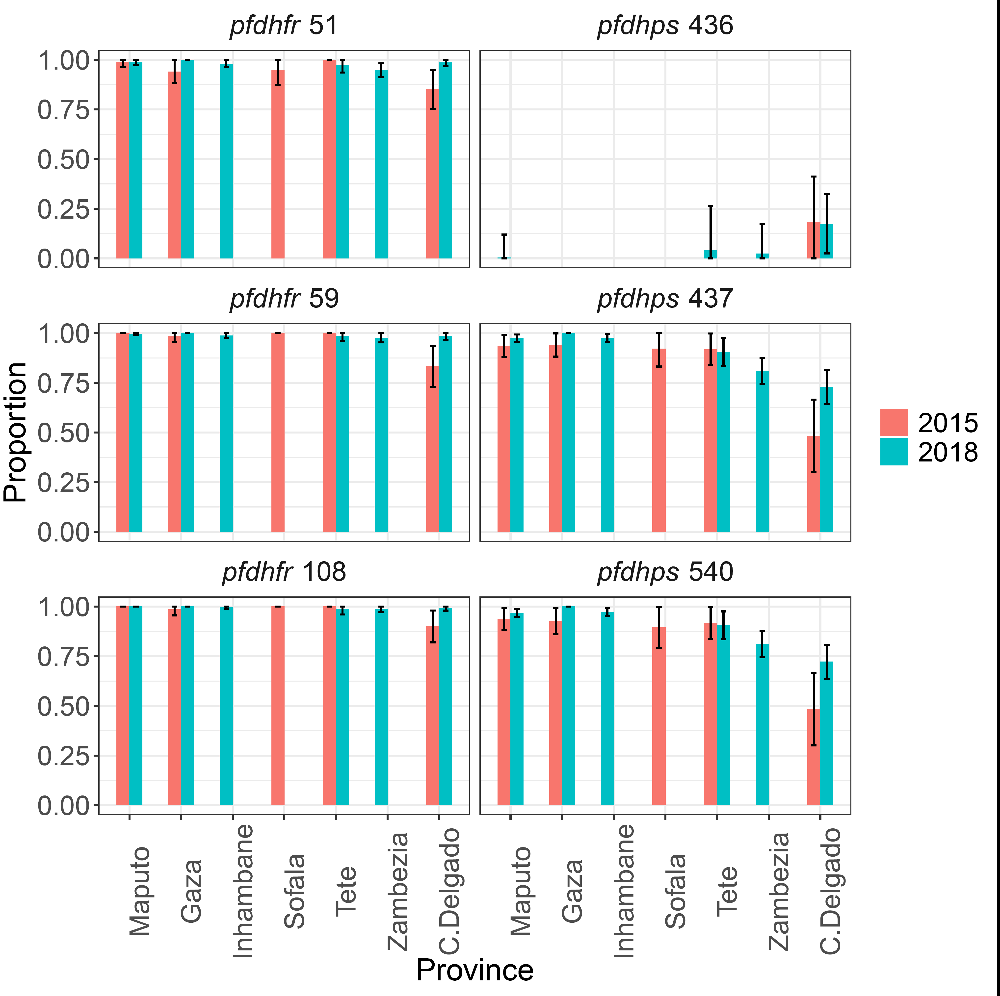 pfdhfr 51
pfdhps 436
1.00
0.75
0.50
0.25
0.00
pfdhfr 59
pfdhps 437
1.00
0.75
0.50
0.25
0.00
pfdhfr 108
pfdhps 540
1.00
0.75
0.50
0.25
0.00
Proportion
2015
2018
Maputo
Gaza
Inhambane
Sofala
Tete
Zambezia
C.Delgado
Maputo
Gaza
Inhambane
Sofala
Tete
Zambezia
C.Delgado
Province